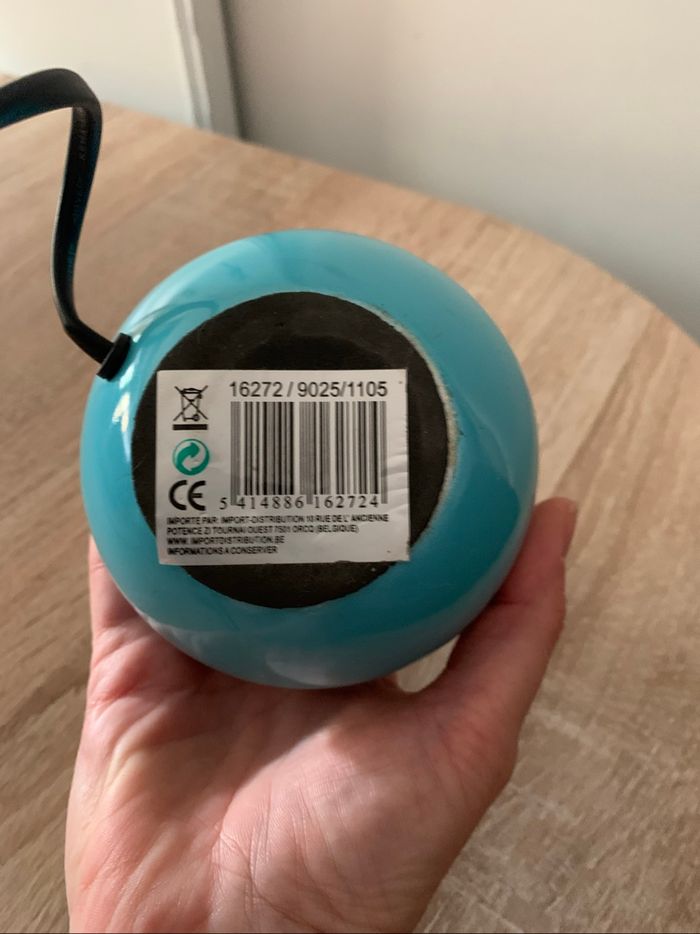 16272 / 9025/1105
CE
5 414886 162724
IMPORTE PAR: IMPORT-DISTRIBUTION 10 RUE DE L' ANCIENNE
POTENCE ZI TOURNAI OUEST 7501 ORCQ (BELGIQUE)
WWW. IMPORTDISTRIBUTION.BE
INFORMATIONS A CONSERVER